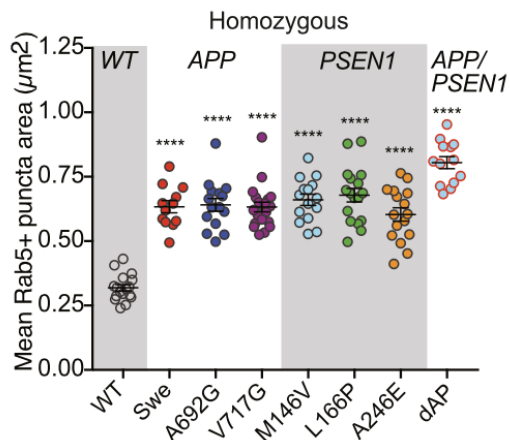 Homozygous
Mean Rab5+ puncta area (µm2)
1.25
1.00
0.75
0.50
0.25
0.00
WT
APP
PSEN1
APP/
PSEN1
****
****
****
****
****
****
****
WT
Swe
A692G
V717G
M146V
L166P
A246E
dAP